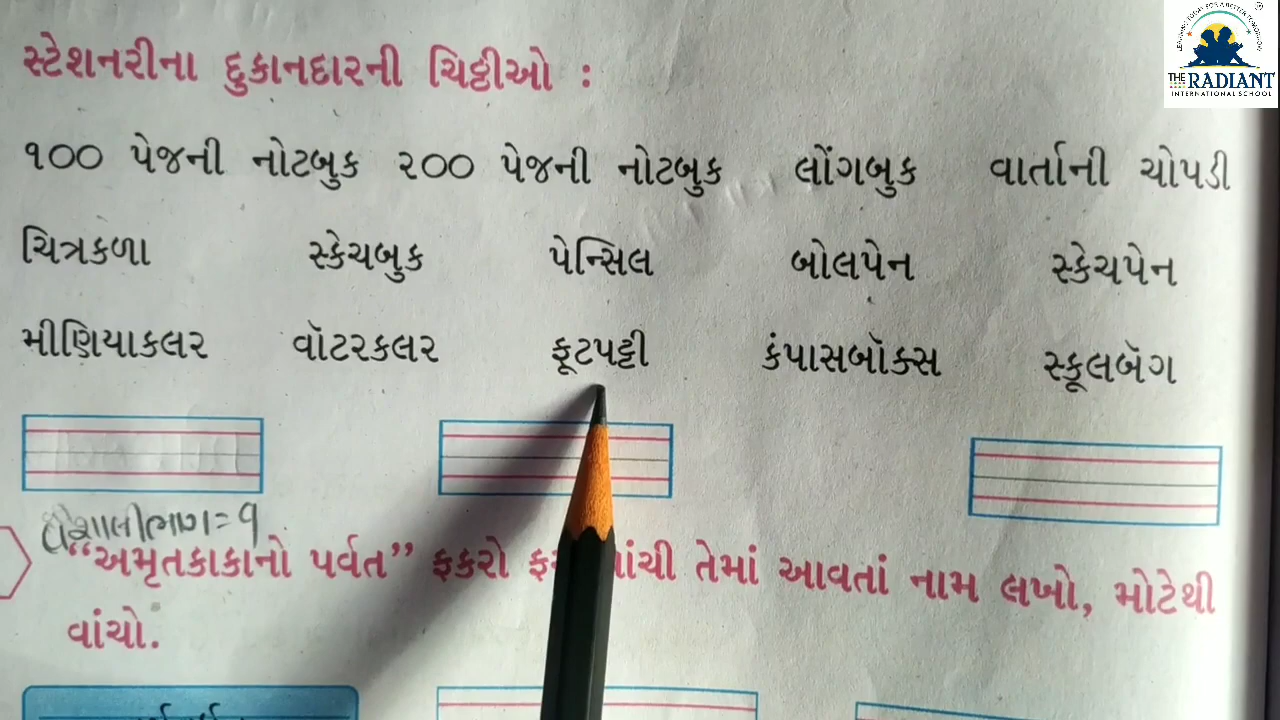 સ્ટેશનરીના દુકાનદારની ચિઠ્ઠીઓ :
૧૦૦ પેજની નોટબુક ૨૦૦ પેજની નોટબુક લૉંગબુક વાર્તાની ચોપડી
ચિત્રકળા સ્કેચબુક પેન્સિલ બોલપેન સ્કેચપેન
મીણિયાકલર વૉટરકલર ફૂટપટ્ટી કંપાસબૉક્સ સ્કૂલબૅગ
વૈશાલી ભાગ = ૧
“અમૃતકાકાનો પર્વત” ફકરો વાંચી તેમાં આવતાં નામ લખો, મોટેથી
વાંચો.
THE RADIANT
INTERNATIONAL SCHOOL